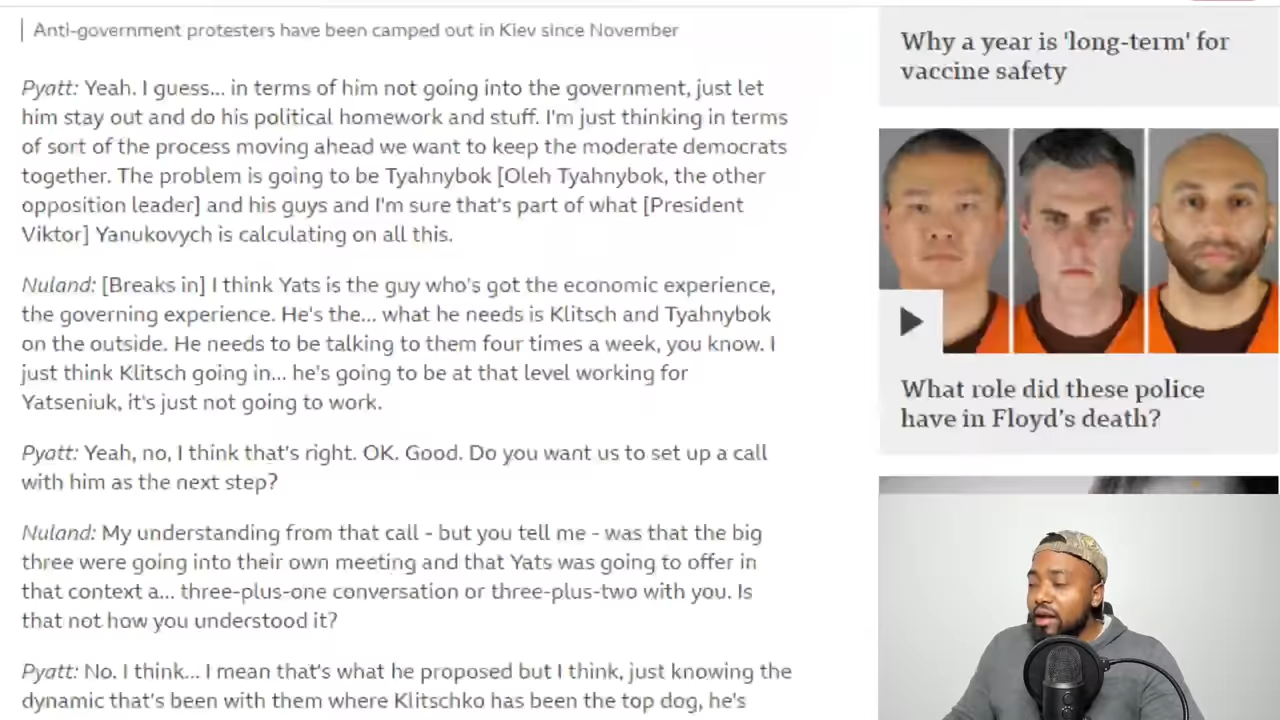 Anti-government protesters have been camped out in Kiev since November
Pyatt: Yeah. I guess... in terms of him not going into the government, just let
him stay out and do his political homework and stuff. I'm just thinking in terms
of sort of the process moving ahead we want to keep the moderate democrats
together. The problem is going to be Tyahnybok [Oleh Tyahnybok, the other
opposition leader] and his guys and I'm sure that's part of what [President
Viktor] Yanukovych is calculating on all this.
Nuland: [Breaks in] I think Yats is the guy who's got the economic experience,
the governing experience. He's the... what he needs is Klitsch and Tyahnybok
on the outside. He needs to be talking to them four times a week, you know. I
just think Klitsch going in... he's going to be at that level working for
Yatseniuk, it's just not going to work.
Pyatt: Yeah, no, I think that's right. OK. Good. Do you want us to set up a call
with him as the next step?
Nuland: My understanding from that call - but you tell me - was that the big
three were going into their own meeting and that Yats was going to offer in
that context a... three-plus-one conversation or three-plus-two with you. Is
that not how you understood it?
Pyatt: No. I think... I mean that's what he proposed but I think, just knowing the
dynamic that's been with them where Klitschko has been the top dog, he's
Why a year is 'long-term' for
vaccine safety
What role did these police
have in Floyd's death?